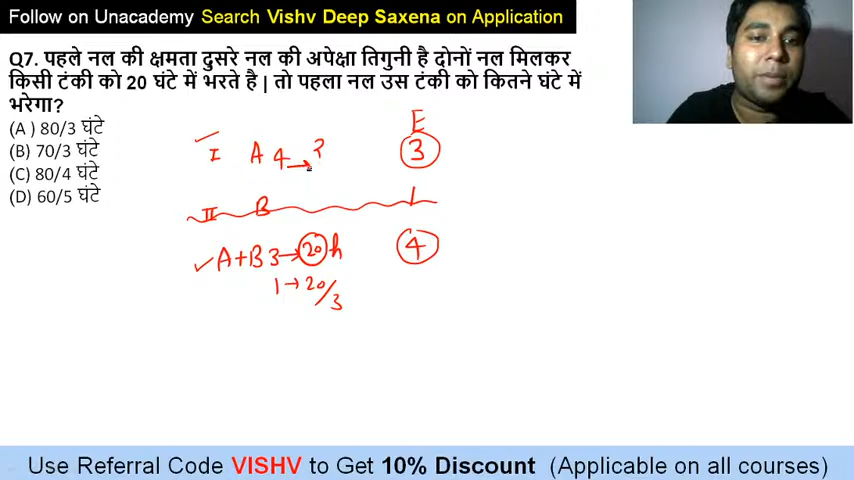 Follow on Unacademy Search Vishv Deep Saxena on Application
Q7. पहले नल की क्षमता दुसरे नल की अपेक्षा तिगुनी है दोनों नल मिलकर
किसी टंकी को 20 घंटे में भरते है | तो पहला नल उस टंकी को कितने घंटे में
भरेगा?
(A ) 80/3 घंटे
(B) 70/3 घंटे
(C) 80/4 घंटे
(D) 60/5 घंटे
E
I A 4 → ? 3
II B 1
✓ A+B 3 → 20 h 4
1 → 20/3
Use Referral Code VISHV to Get 10% Discount (Applicable on all courses)